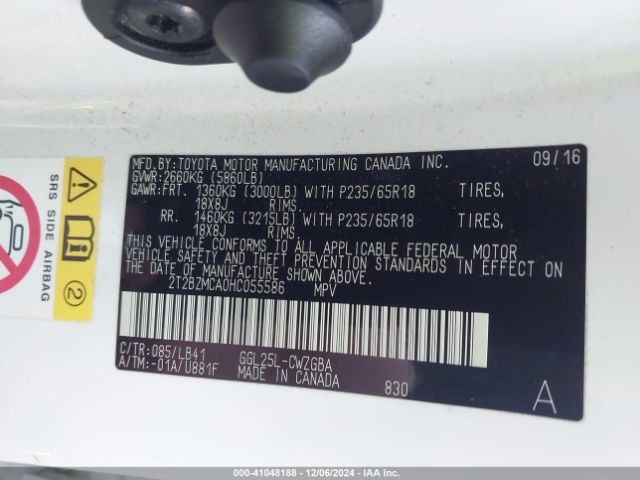 MFD.BY:TOYOTA MOTOR MANUFACTURING CANADA INC. 09/16
GVWR:2660KG (5860LB)
GAWR:FRT. 1360KG (3000LB) WITH P235/65R18 TIRES,
18X8J RIMS,
RR. 1460KG (3215LB) WITH P235/65R18 TIRES,
18X8J RIMS,
THIS VEHICLE CONFORMS TO ALL APPLICABLE FEDERAL MOTOR
VEHICLE SAFETY, THEFT PREVENTION STANDARDS IN EFFECT ON
THE DATE OF MANUFACTURE SHOWN ABOVE.
2T2BZMCA0HC055586 MPV
C/TR:085/LB41 GGL25L-CWZGBA
A/TM:-01A/U881F MADE IN CANADA 830 A
SRS SIDE AIRBAG
2
©2024 • #0-41048188 • 12/06/2024 • IAA.COM